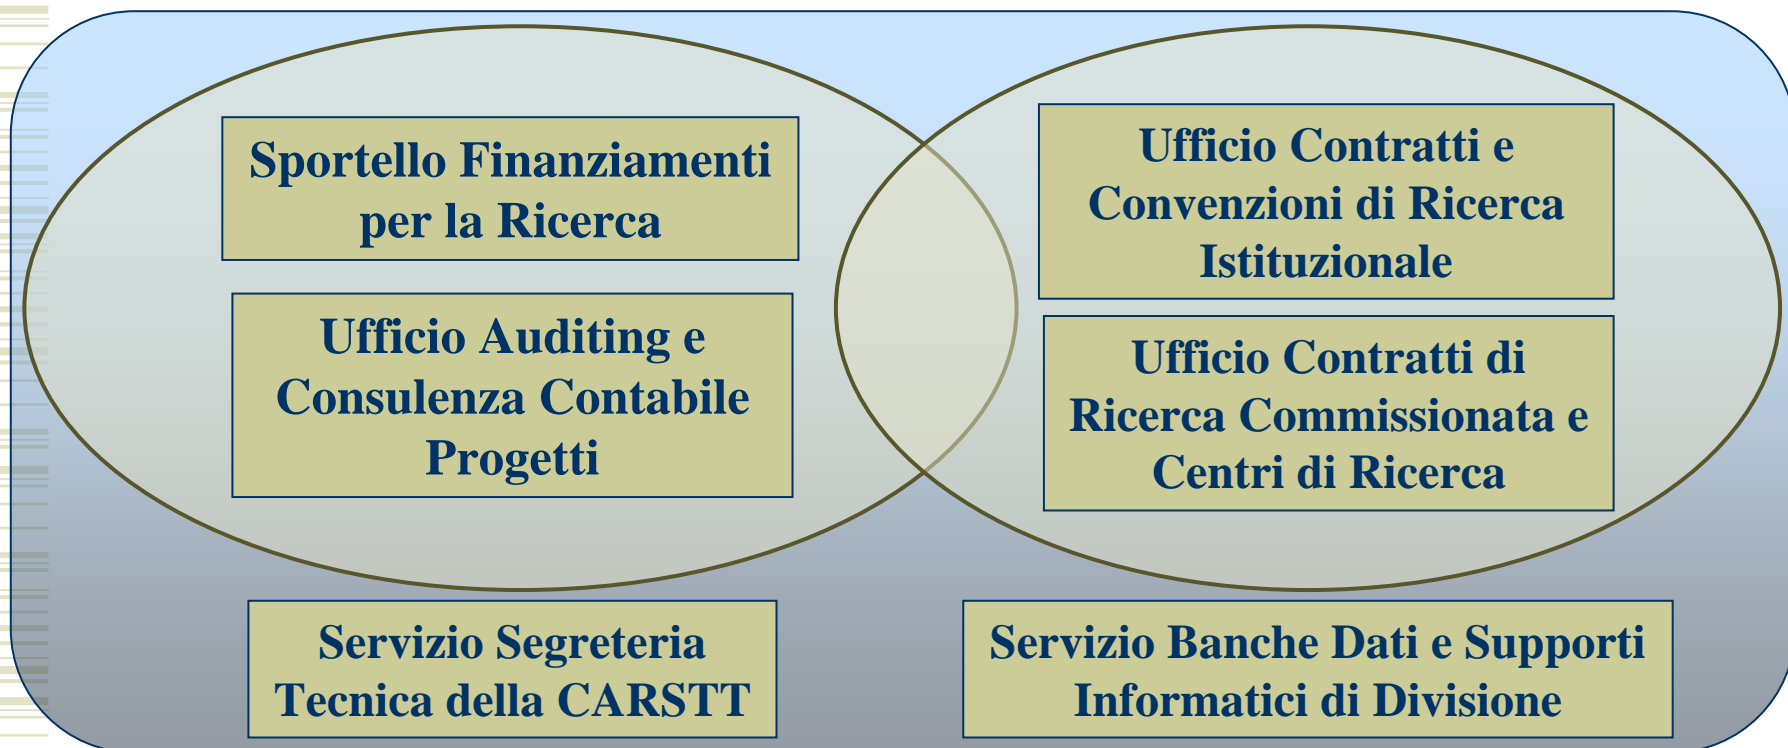 Sportello Finanziamenti
per la Ricerca
Ufficio Auditing e
Consulenza Contabile
Progetti
Ufficio Contratti e
Convenzioni di Ricerca
Istituzionale
Ufficio Contratti di
Ricerca Commissionata e
Centri di Ricerca
Servizio Segreteria
Tecnica della CARSTT
Servizio Banche Dati e Supporti
Informatici di Divisione